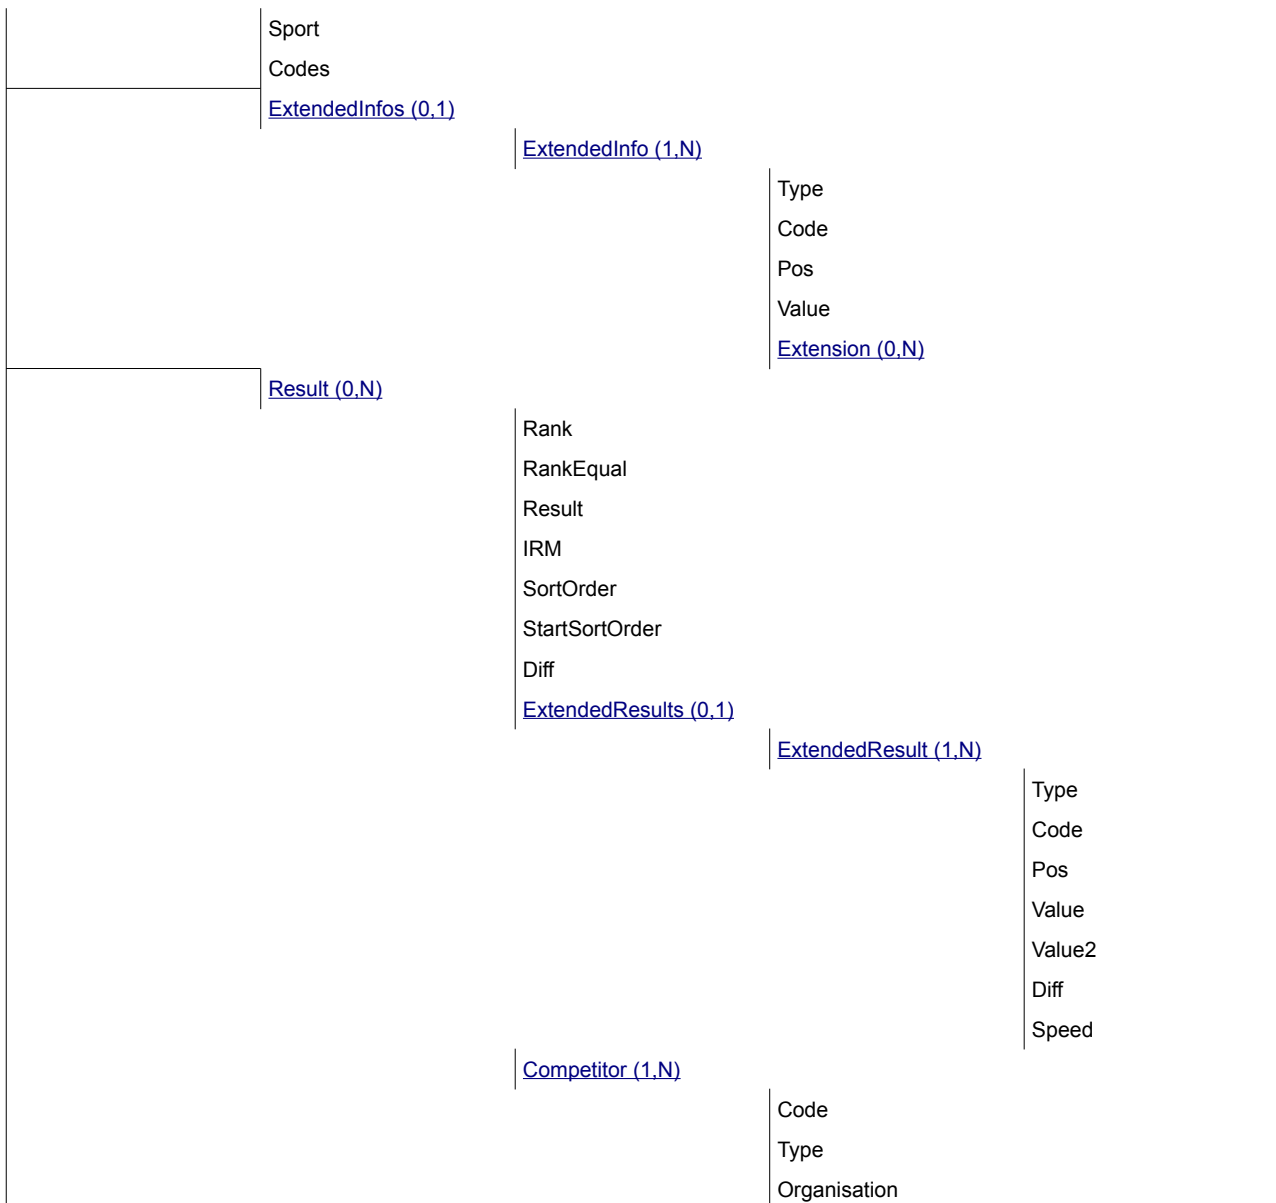 Sport
Codes
ExtendedInfos (0,1)
ExtendedInfo (1,N)
Type
Code
Pos
Value
Extension (0,N)
Result (0,N)
Rank
RankEqual
Result
IRM
SortOrder
StartSortOrder
Diff
ExtendedResults (0,1)
ExtendedResult (1,N)
Type
Code
Pos
Value
Value2
Diff
Speed
Competitor (1,N)
Code
Type
Organisation